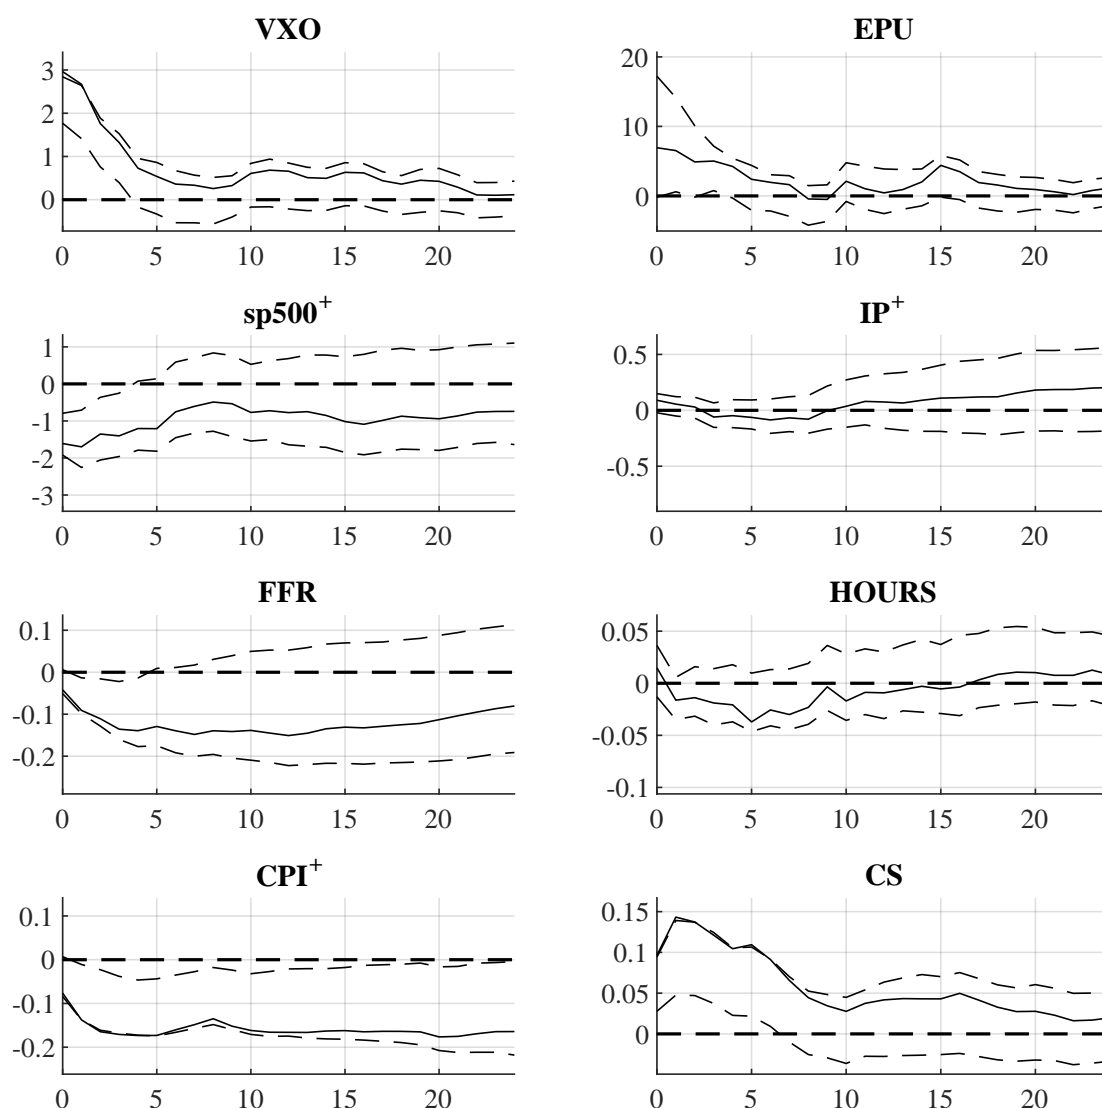 VXO EPU
3 20
2 10
1 0
0
0 5 10 15 20 0 5 10 15 20
sp500+ IP+
1 0.5
0 0
-1 -0.5
-2
-3
0 5 10 15 20 0 5 10 15 20
FFR HOURS
0.1 0.05
0 0
-0.1 -0.05
-0.2 -0.1
0 5 10 15 20 0 5 10 15 20
CPI+ CS
0.1 0.15
0 0.1
-0.1 0.05
-0.2 0
0 5 10 15 20 0 5 10 15 20